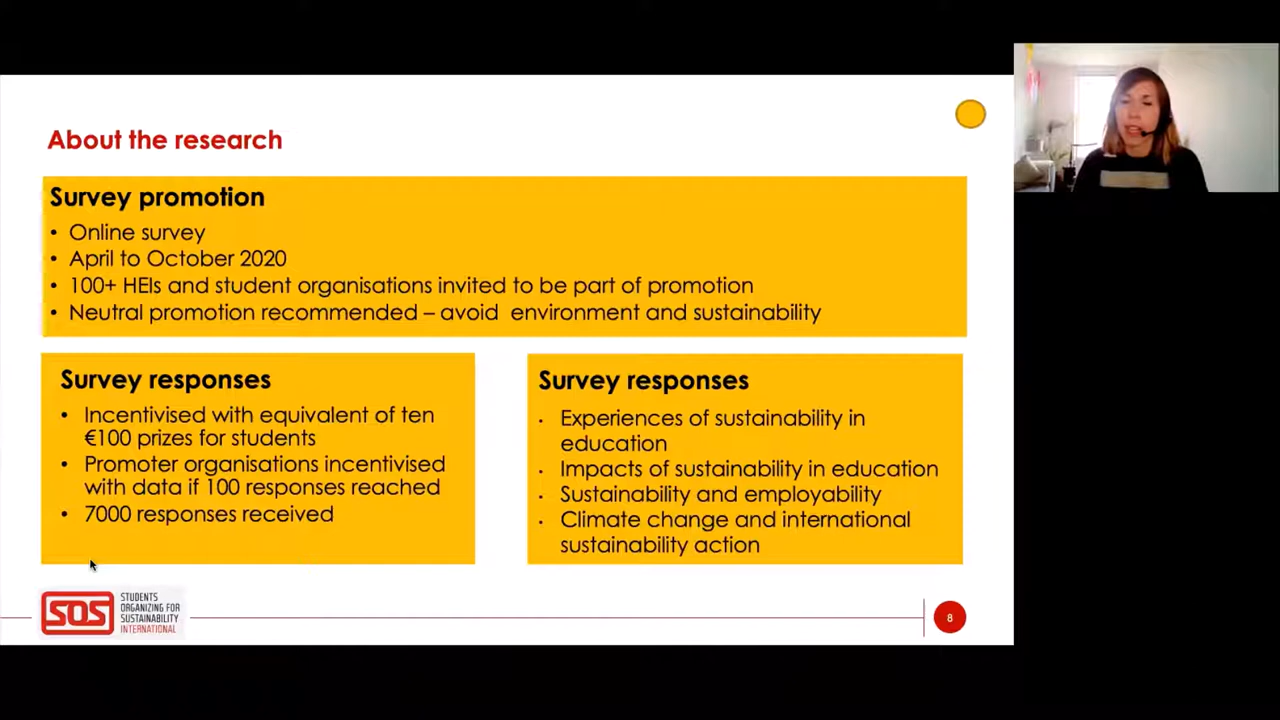 About the research
Survey promotion
• Online survey
• April to October 2020
• 100+ HEIs and student organisations invited to be part of promotion
• Neutral promotion recommended – avoid environment and sustainability
Survey responses
• Incentivised with equivalent of ten
€100 prizes for students
• Promoter organisations incentivised
with data if 100 responses reached
• 7000 responses received
Survey responses
• Experiences of sustainability in
education
• Impacts of sustainability in education
• Sustainability and employability
• Climate change and international
sustainability action
SOS
STUDENTS
ORGANIZING FOR
SUSTAINABILITY
INTERNATIONAL
8